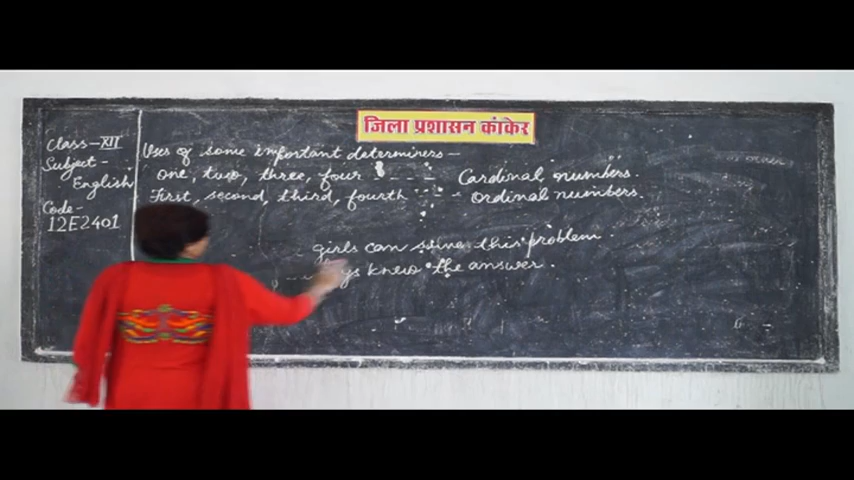 जिला प्रशासन कांकेर
Class-XII
Subject-
English
Code-
12E2401
Uses of some important determiners-
one, two, three, four - - - - Cardinal numbers.
First, second, third, fourth - - - - ordinal numbers.
girls can solve this problem.
knew the answer.